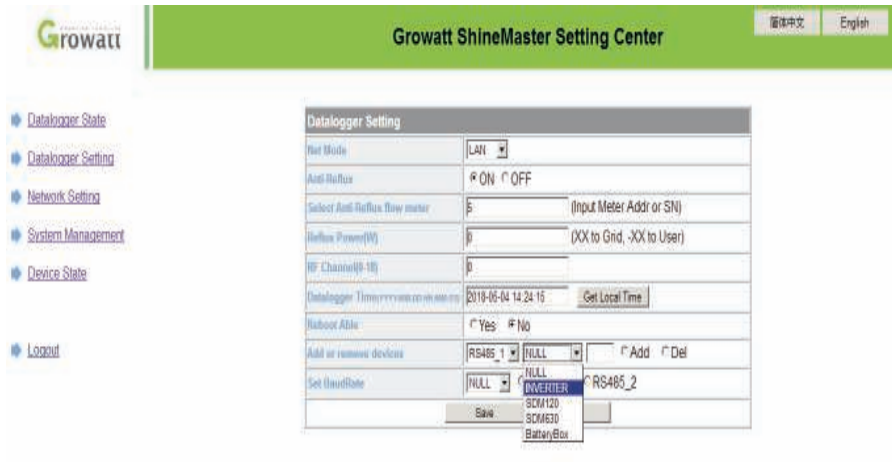 Growatt
Growatt ShineMaster Setting Center
简体中文
English
Datalogger State
Datalogger Setting
Network Setting
System Management
Device State
Logout
Datalogger Setting
Net Mode LAN
Anti-Reflux ON OFF
Select Anti-Reflux flow meter 5 (Input Meter Addr or SN)
Reflux Power(W) 0 (XX to Grid, -XX to User)
RF Channel(0-18) 0
Datalogger Time 2018-06-04 14:24:15 Get Local Time
Reboot Able Yes No
Add or remove devices RS485_1 NULL Add Del
Set BaudRate NULL RS485_2
NULL
INVERTER
SDM120
SDM630
BatteryBox
Save